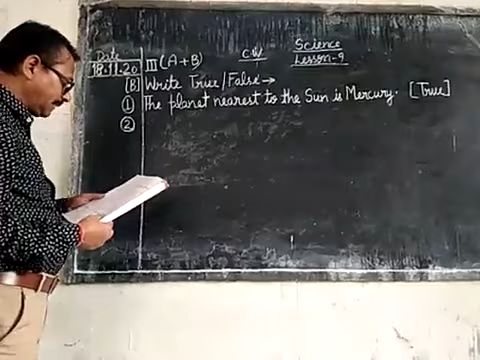 Date III (A+B) C.W Science
18.11.20 Lesson-9
[B] Write True / False →
① The planet nearest to the Sun is Mercury. [True]
②